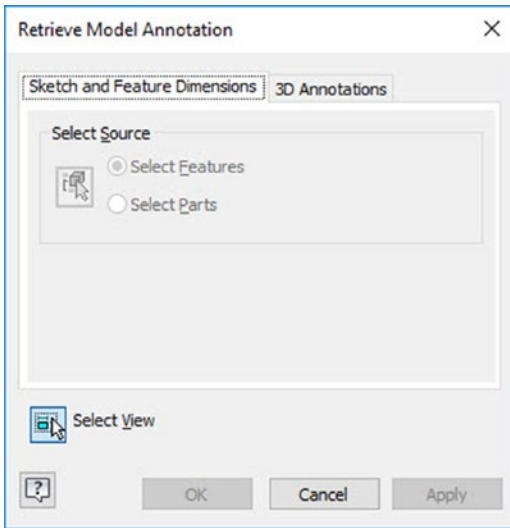 Retrieve Model Annotation
Sketch and Feature Dimensions
3D Annotations
Select Source
Select Features
Select Parts
Select View
OK
Cancel
Apply